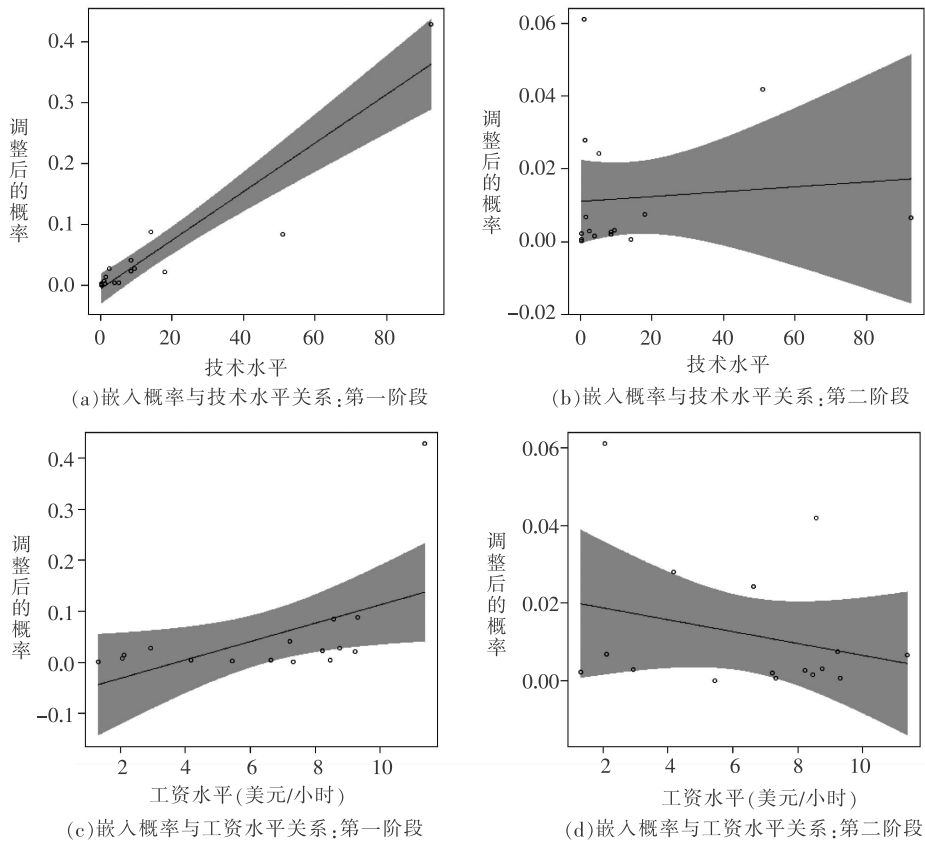 0.4
0.3
0.2
0.1
0.0
调整后的概率
0 20 40 60 80
技术水平
(a)嵌入概率与技术水平关系:第一阶段
0.06
0.04
0.02
0.00
-0.02
调整后的概率
0 20 40 60 80
技术水平
(b)嵌入概率与技术水平关系:第二阶段
0.4
0.3
0.2
0.1
0.0
-0.1
调整后的概率
2 4 6 8 10
工资水平(美元/小时)
(c)嵌入概率与工资水平关系:第一阶段
0.06
0.04
0.02
0.00
调整后的概率
2 4 6 8 10
工资水平(美元/小时)
(d)嵌入概率与工资水平关系:第二阶段